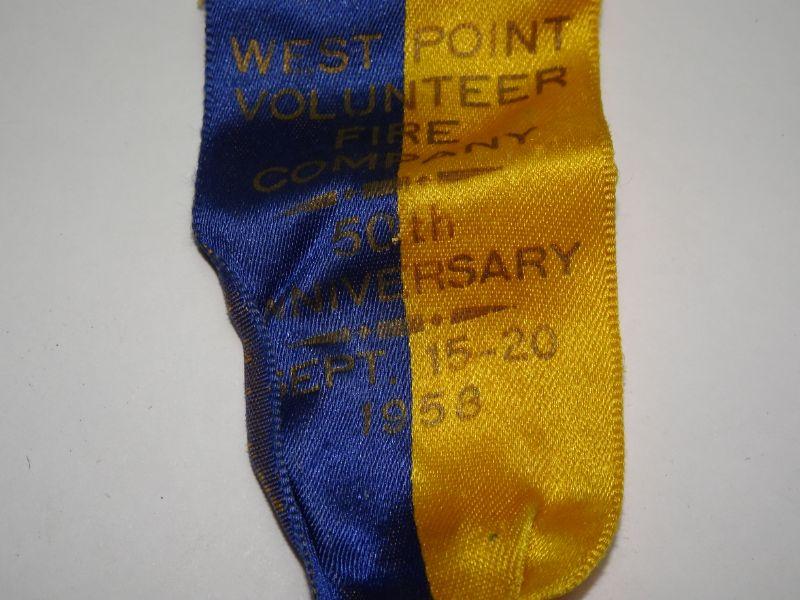 WEST POINT
VOLUNTEER
FIRE
COMPANY
50th
ANNIVERSARY
SEPT. 15-20
1958